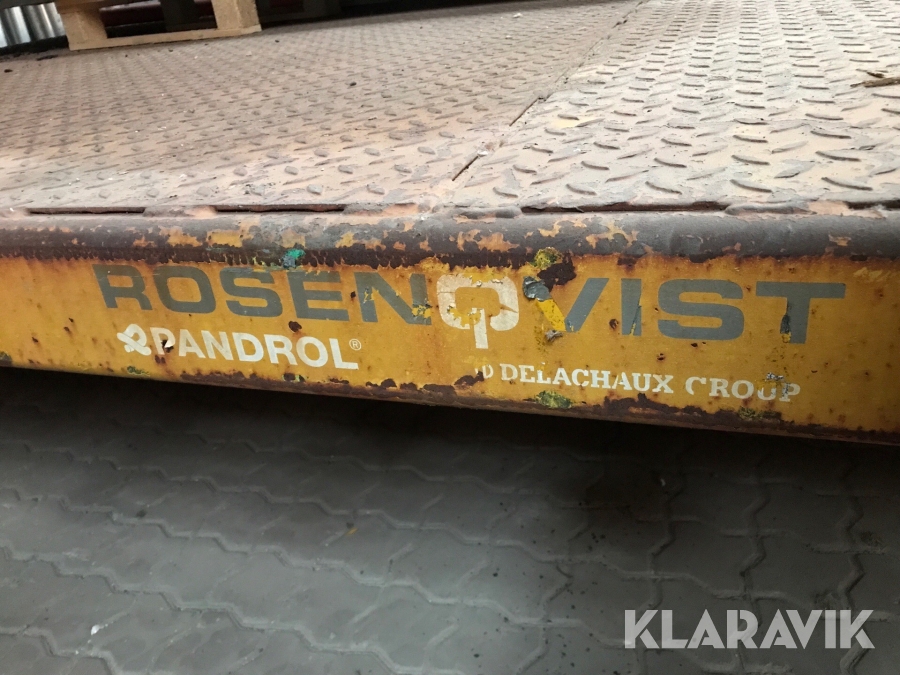 ROSENQVIST
PANDROL®
DELACHAUX GROUP
KLARAVIK